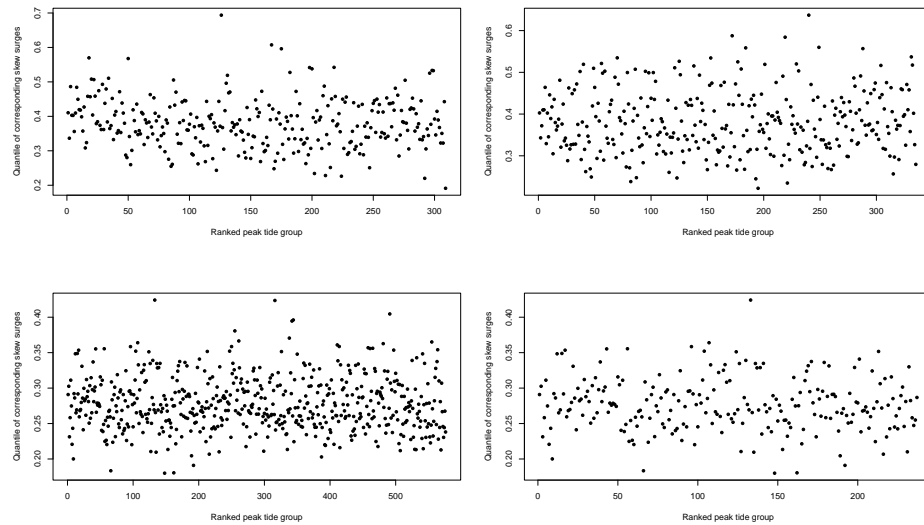 Quantile of corresponding skew surges
0.7
0.6
0.5
0.4
0.3
0.2
0 50 100 150 200 250 300
Ranked peak tide group
Quantile of corresponding skew surges
0.6
0.5
0.4
0.3
0 50 100 150 200 250 300
Ranked peak tide group
Quantile of corresponding skew surges
0.40
0.35
0.30
0.25
0.20
0 100 200 300 400 500
Ranked peak tide group
Quantile of corresponding skew surges
0.40
0.35
0.30
0.25
0.20
0 50 100 150 200
Ranked peak tide group